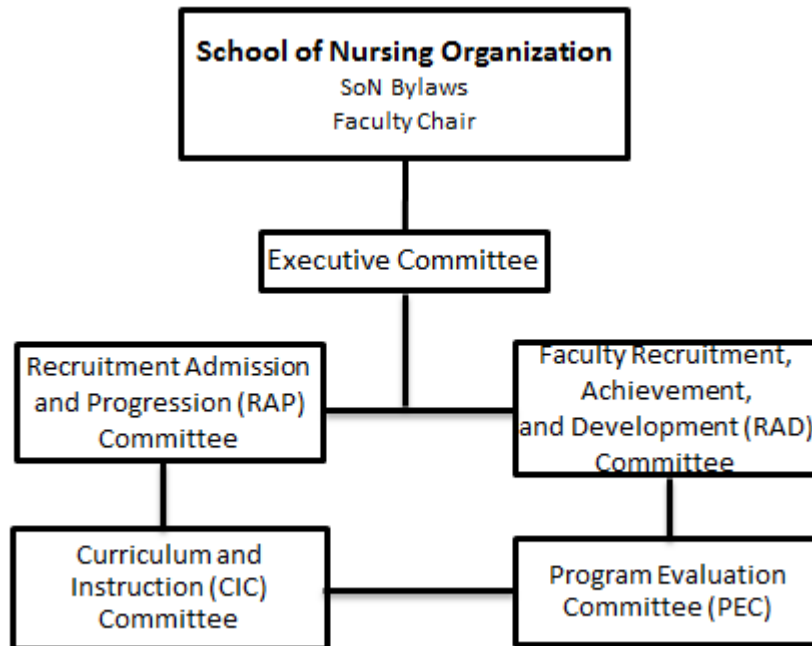 School of Nursing Organization
SoN Bylaws
Faculty Chair
Executive Committee
Recruitment Admission
and Progression (RAP)
Committee
Faculty Recruitment,
Achievement,
and Development (RAD)
Committee
Curriculum and
Instruction (CIC)
Committee
Program Evaluation
Committee (PEC)